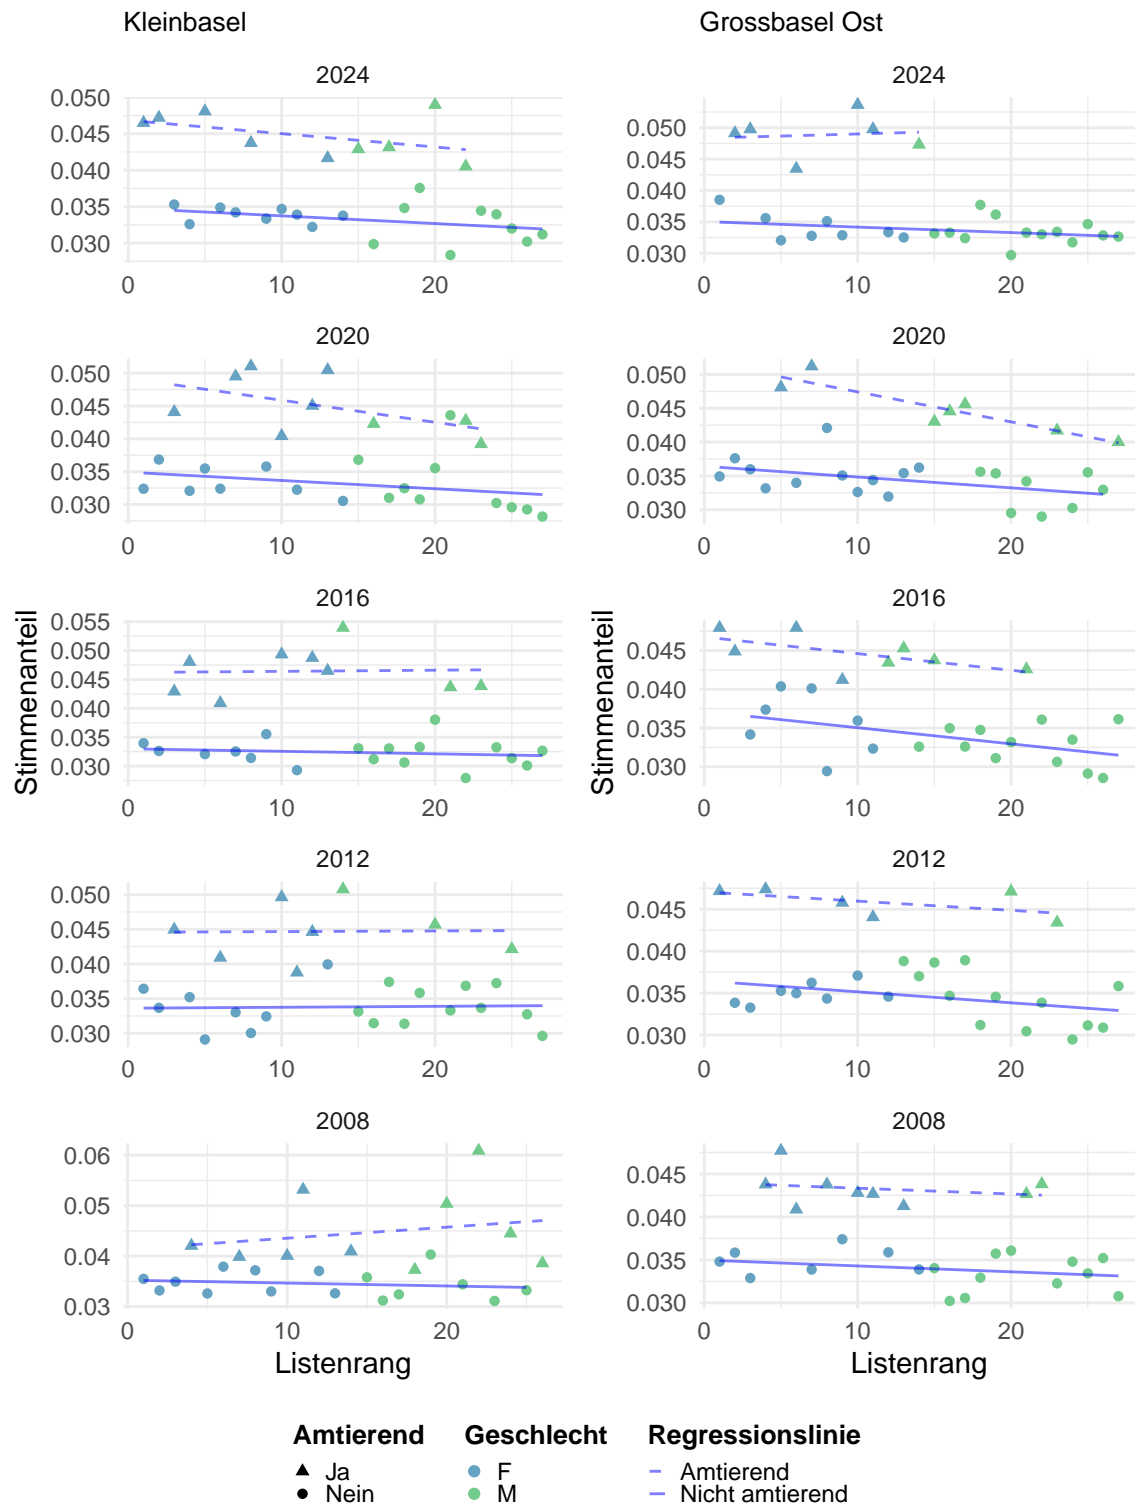 Kleinbasel
2024
0.050
0.045
0.040
0.035
0.030
0 10 20
2020
0.050
0.045
0.040
0.035
0.030
0 10 20
2016
0.055
0.050
0.045
0.040
0.035
0.030
0 10 20
2012
0.050
0.045
0.040
0.035
0.030
0 10 20
2008
0.06
0.05
0.04
0.03
0 10 20
Listenrang
Stimmenanteil
Grossbasel Ost
2024
0.050
0.045
0.040
0.035
0.030
0 10 20
2020
0.050
0.045
0.040
0.035
0.030
0 10 20
2016
0.045
0.040
0.035
0.030
0 10 20
2012
0.045
0.040
0.035
0.030
0 10 20
2008
0.045
0.040
0.035
0.030
0 10 20
Listenrang
Stimmenanteil
Amtierend
Ja
Nein
Geschlecht
F
M
Regressionslinie
Amtierend
Nicht amtierend